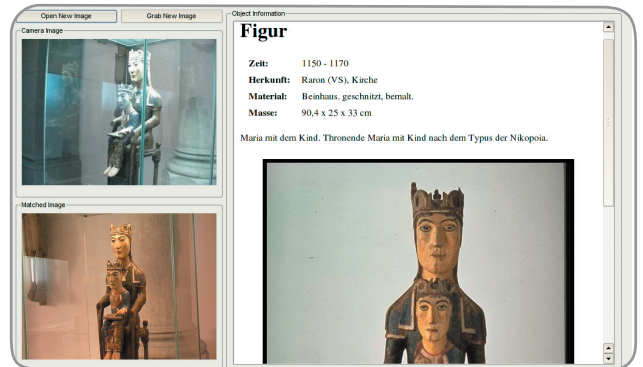 Open New Image
Grab New Image
Camera Image
Matched Image
Object Information
Figur
Zeit: 1150 - 1170
Herkunft: Raron (VS), Kirche
Material: Beinhaus. geschnitzt, bemalt.
Masse: 90,4 x 25 x 33 cm
Maria mit dem Kind. Thronende Maria mit Kind nach dem Typus der Nikopoia.